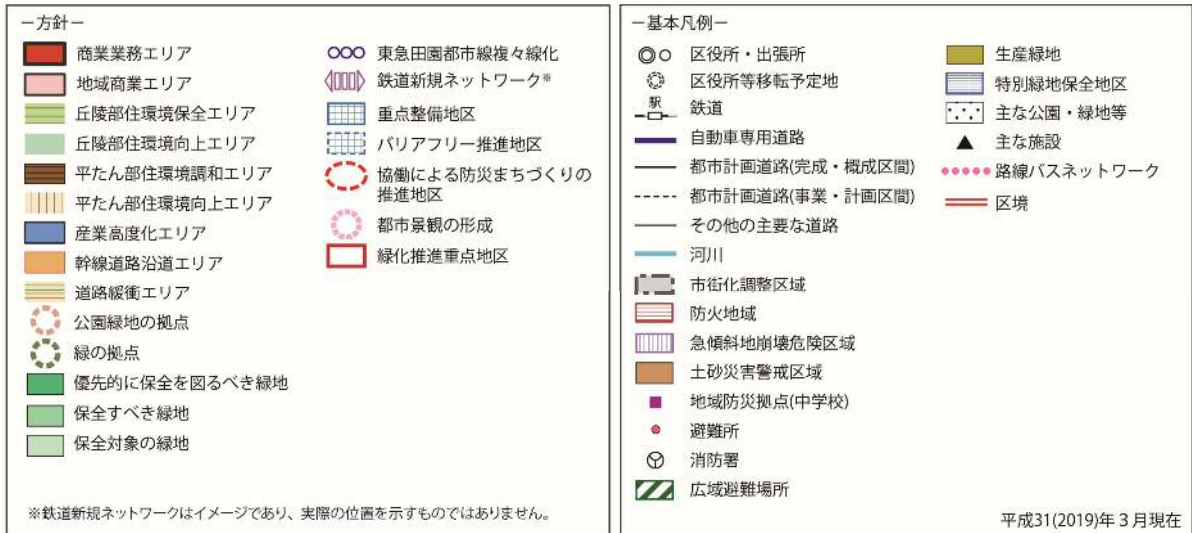 －方針－
商業業務エリア
地域商業エリア
丘陵部住環境保全エリア
丘陵部住環境向上エリア
平たん部住環境調和エリア
平たん部住環境向上エリア
産業高度化エリア
幹線道路沿道エリア
道路緩衝エリア
公園緑地の拠点
緑の拠点
優先的に保全を図るべき緑地
保全すべき緑地
保全対象の緑地
東急田園都市線複々線化
鉄道新規ネットワーク※
重点整備地区
バリアフリー推進地区
協働による防災まちづくりの
推進地区
都市景観の形成
緑化推進重点地区
※鉄道新規ネットワークはイメージであり、実際の位置を示すものではありません。
－基本凡例－
区役所・出張所
区役所等移転予定地
駅
鉄道
自動車専用道路
都市計画道路(完成・概成区間)
都市計画道路(事業・計画区間)
その他の主要な道路
河川
市街化調整区域
防火地域
急傾斜地崩壊危険区域
土砂災害警戒区域
地域防災拠点(中学校)
避難所
消防署
広域避難場所
生産緑地
特別緑地保全地区
主な公園・緑地等
主な施設
路線バスネットワーク
区境
平成31(2019)年３月現在